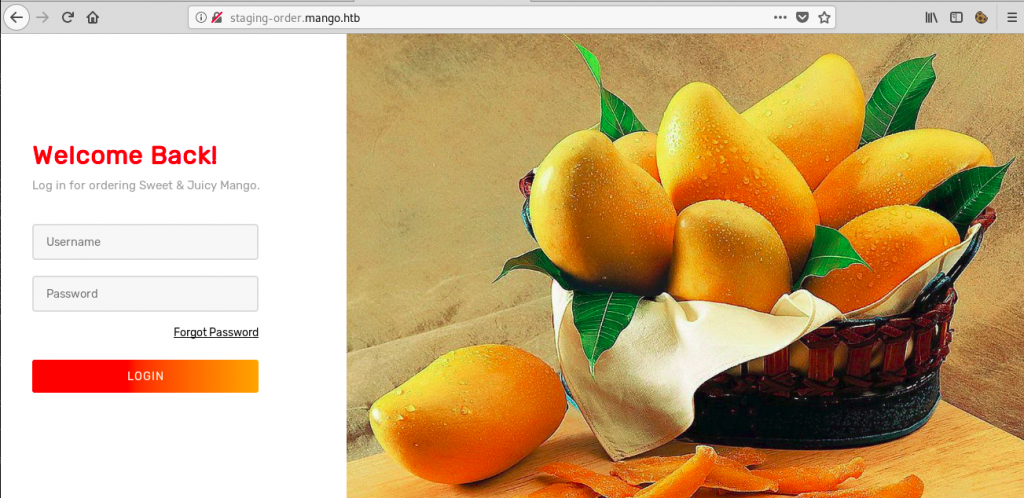 staging-order.mango.htb
Welcome Back!
Log in for ordering Sweet & Juicy Mango.
Username
Password
Forgot Password
LOGIN